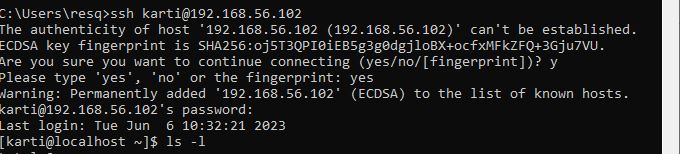 C:\Users\resq>ssh karti@192.168.56.102
The authenticity of host '192.168.56.102 (192.168.56.102)' can't be established.
ECDSA key fingerprint is SHA256:oj5T3QPI0iEB5g3g0dgjloBX+ocfxMFkZFQ+3Gju7VU.
Are you sure you want to continue connecting (yes/no/[fingerprint])? y
Please type 'yes', 'no' or the fingerprint: yes
Warning: Permanently added '192.168.56.102' (ECDSA) to the list of known hosts.
karti@192.168.56.102's password:
Last login: Tue Jun  6 10:32:21 2023
[karti@localhost ~]$ ls -l